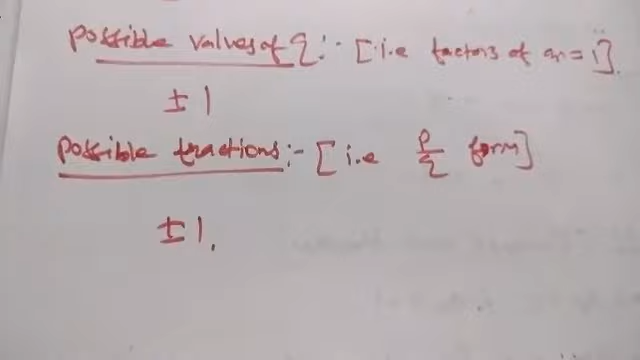 possible values of q:- [i.e factors of an = 1].
± 1
possible fractions:- [i.e p/q form]
± 1.